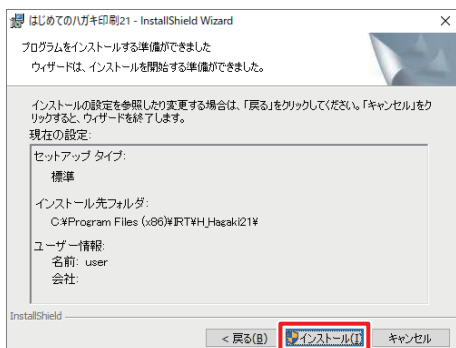 はじめてのハガキ印刷21 - InstallShield Wizard
プログラムをインストールする準備ができました
ウィザードは、インストールを開始する準備ができました。
インストールの設定を参照したり変更する場合は、「戻る」をクリックしてください。「キャンセル」をク
リックすると、ウィザードを終了します。
現在の設定:
セットアップ タイプ:
標準
インストール先フォルダ:
C:¥Program Files (x86)¥IRT¥H_Hagaki21¥
ユーザー情報:
名前: user
会社:
InstallShield
< 戻る(B)
インストール(I)
キャンセル